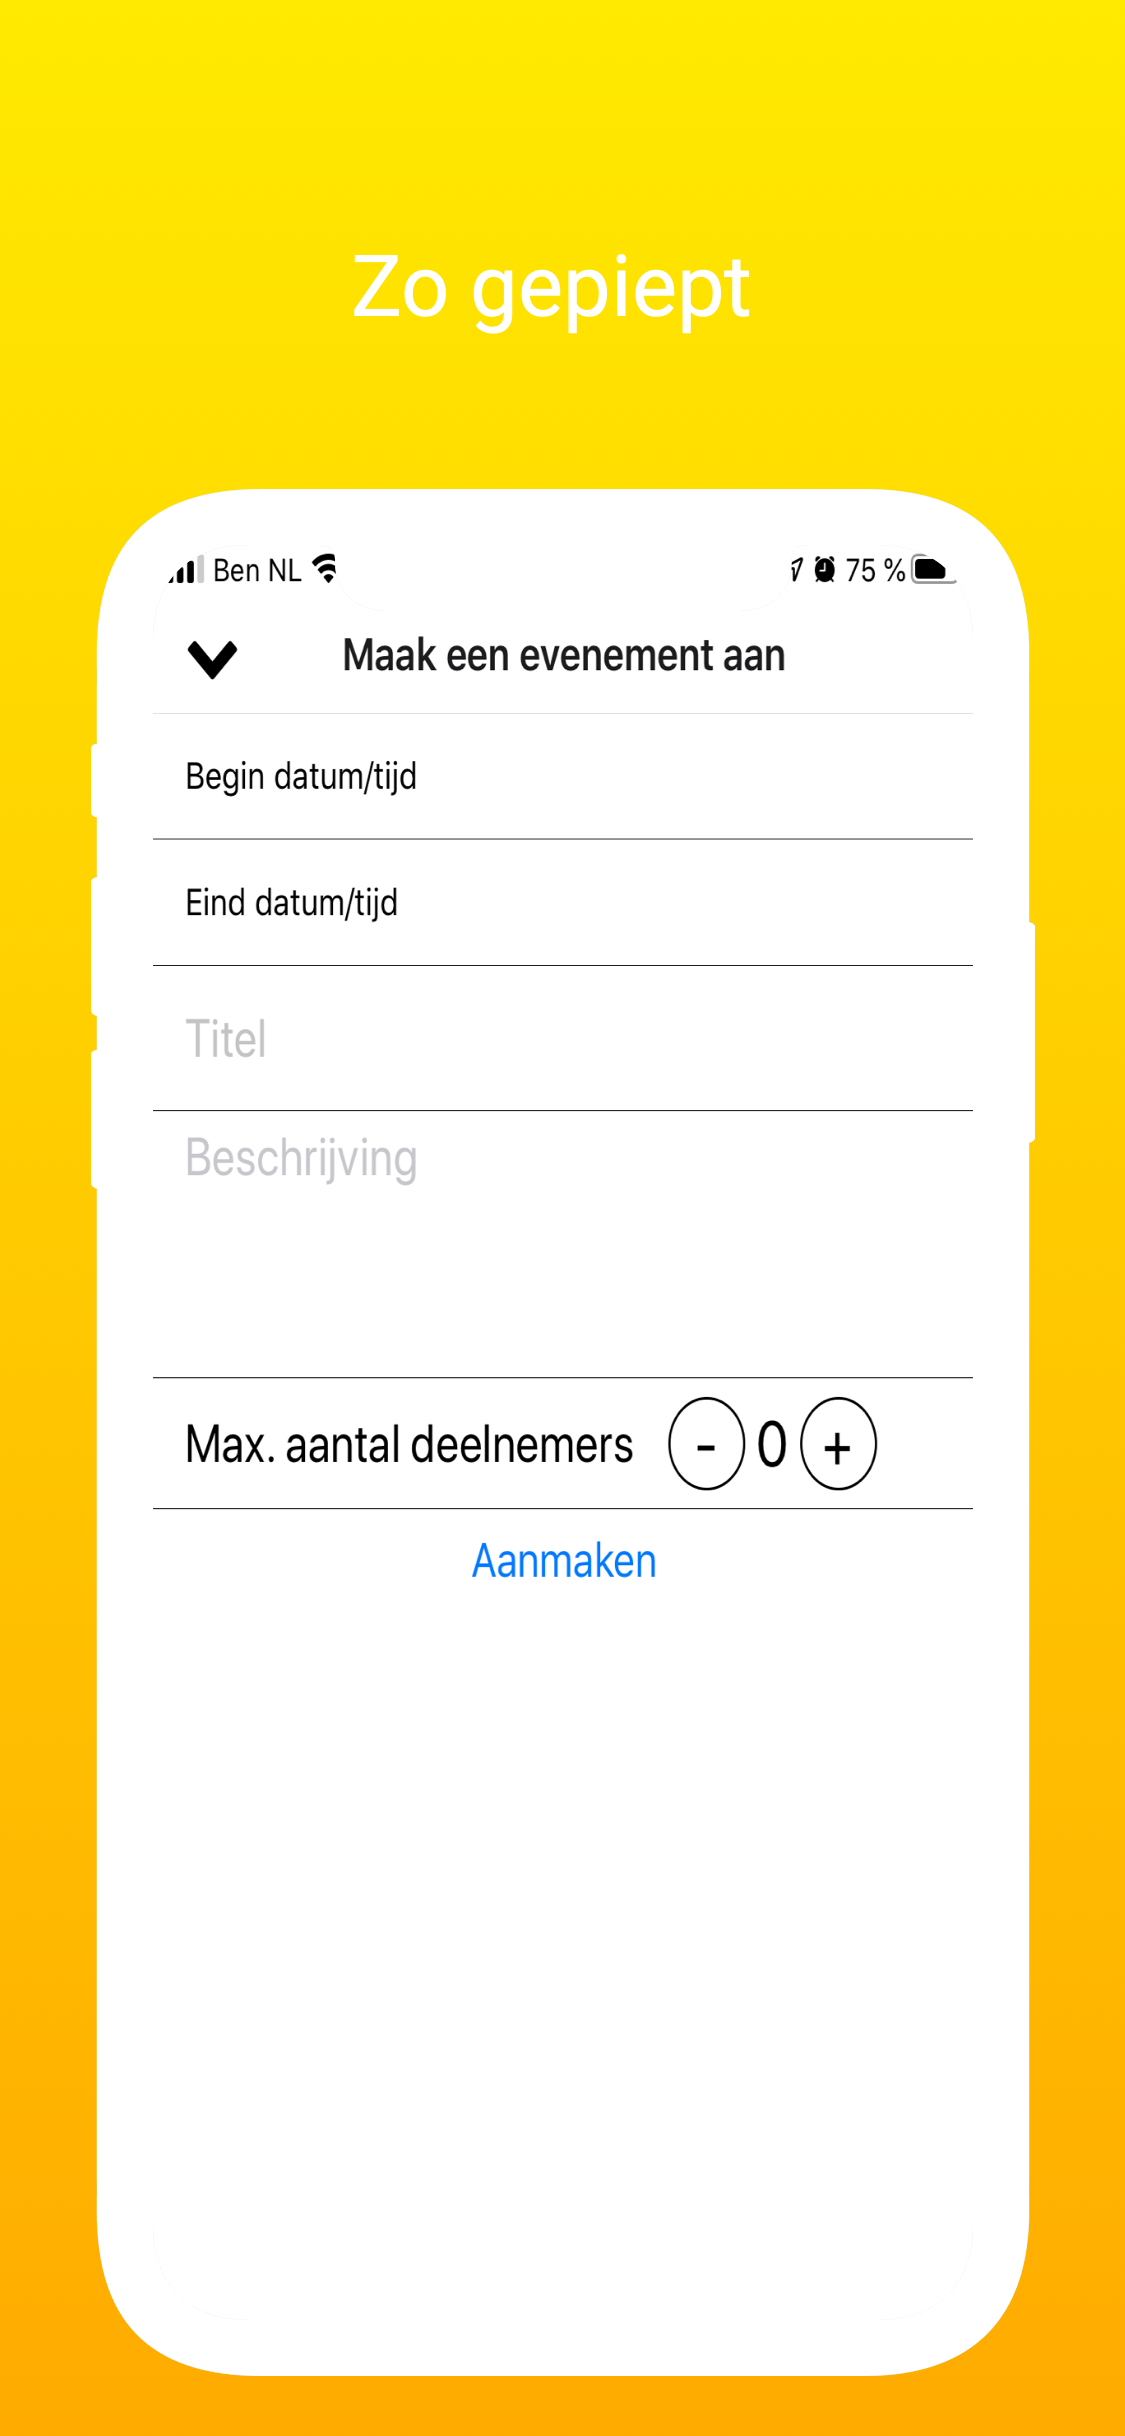 Zo gepiept
Ben NL 75 %
Maak een evenement aan
Begin datum/tijd
Eind datum/tijd
Titel
Beschrijving
Max. aantal deelnemers - 0 +
Aanmaken